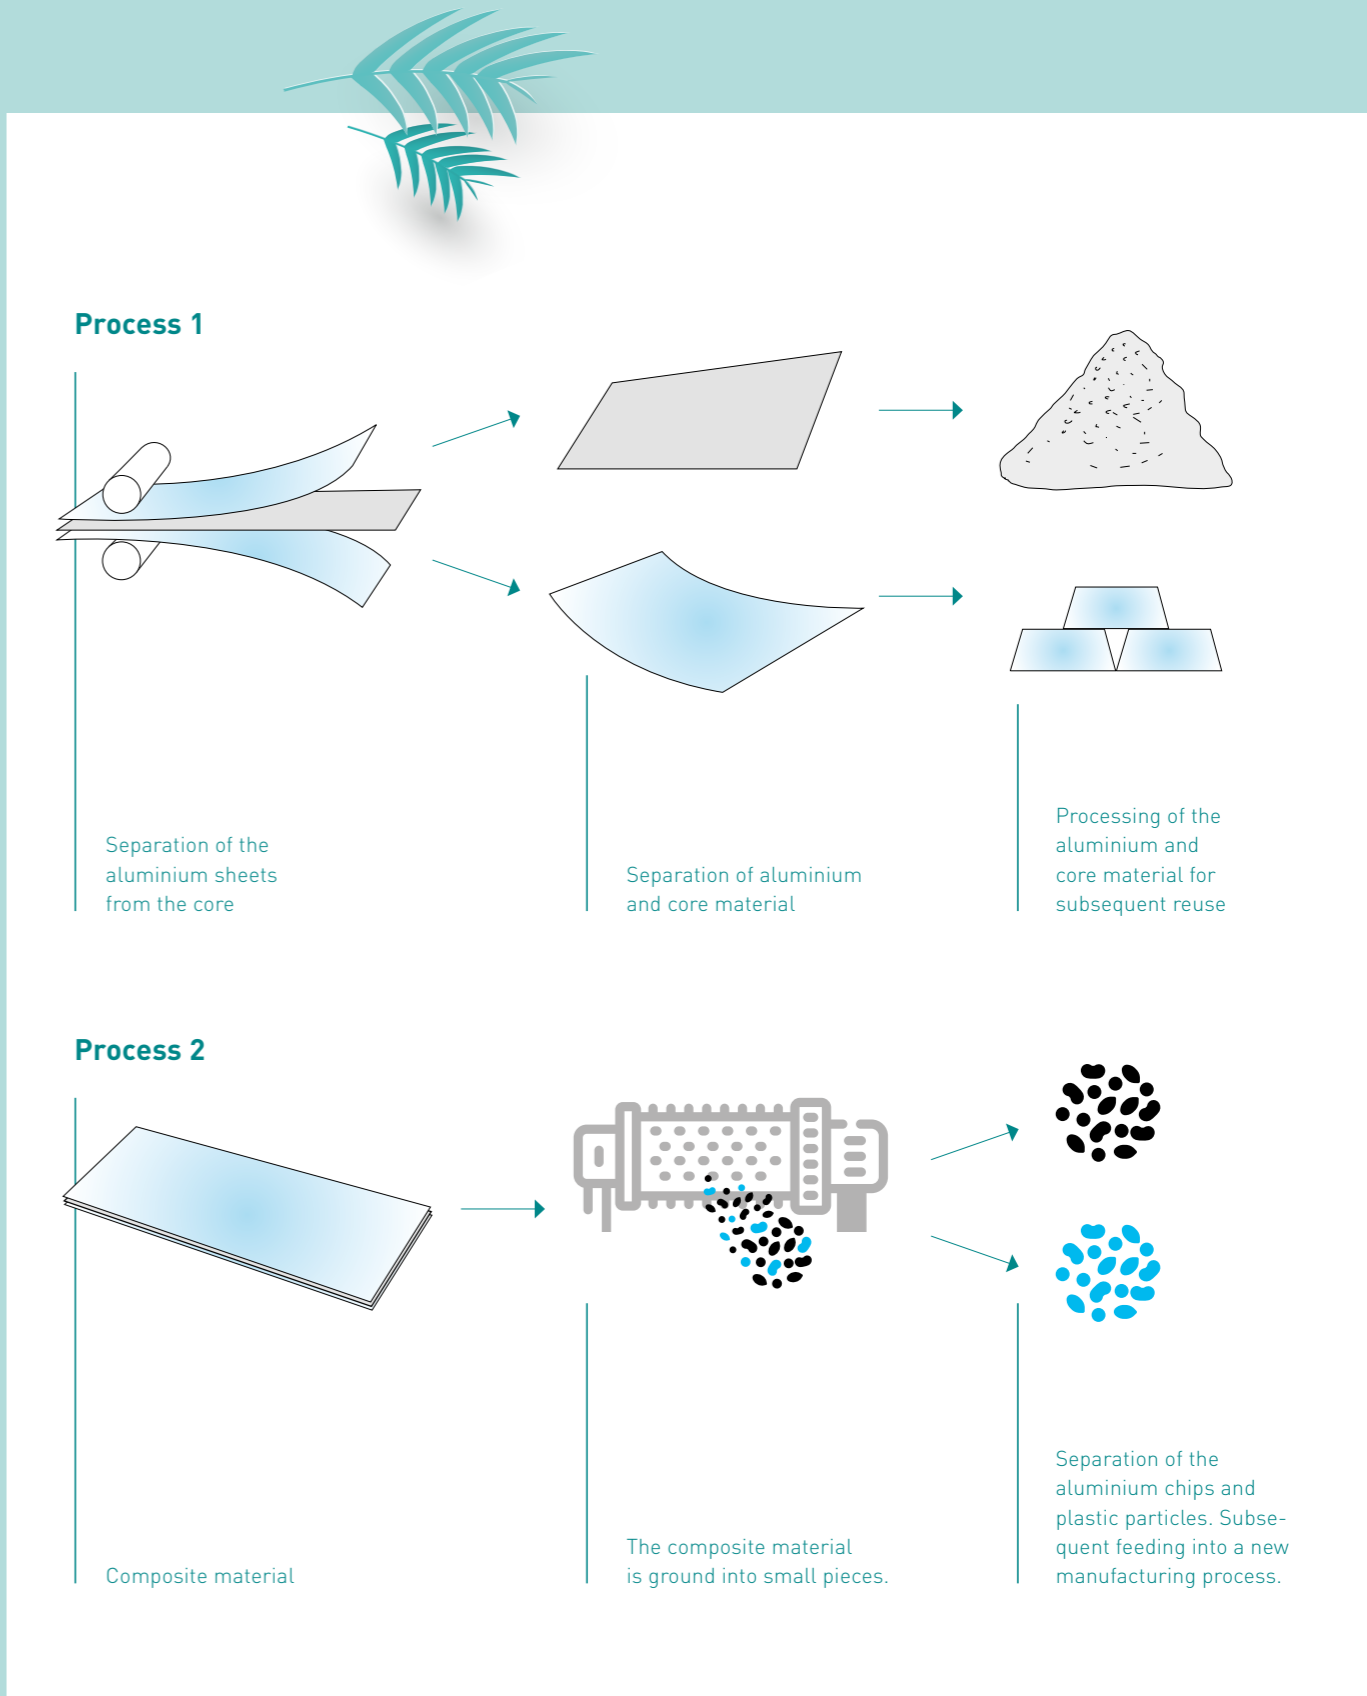 Process 1
Separation of the
aluminium sheets
from the core
Separation of aluminium
and core material
Processing of the
aluminium and
core material for
subsequent reuse
Process 2
Composite material
The composite material
is ground into small pieces.
Separation of the
aluminium chips and
plastic particles. Subse-
quent feeding into a new
manufacturing process.